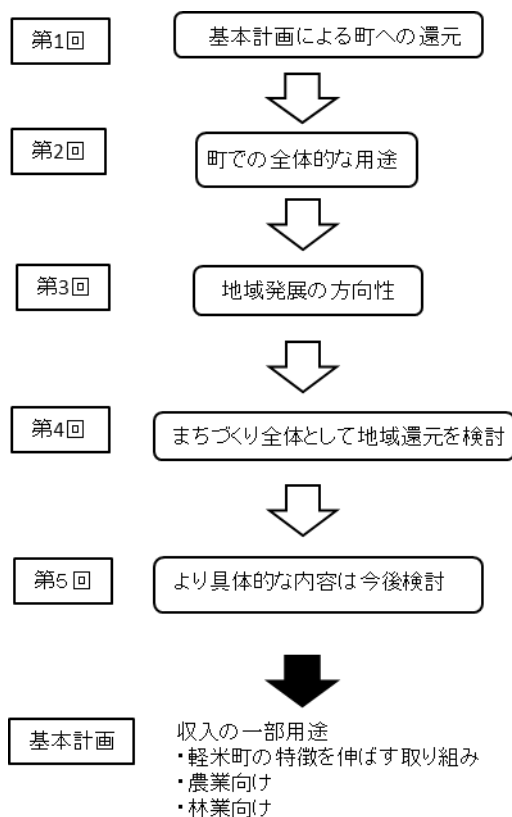 第1回
基本計画による町への還元
第2回
町での全体的な用途
第3回
地域発展の方向性
第4回
まちづくり全体として地域還元を検討
第5回
より具体的な内容は今後検討
基本計画
収入の一部用途
・軽米町の特徴を伸ばす取り組み
・農業向け
・林業向け